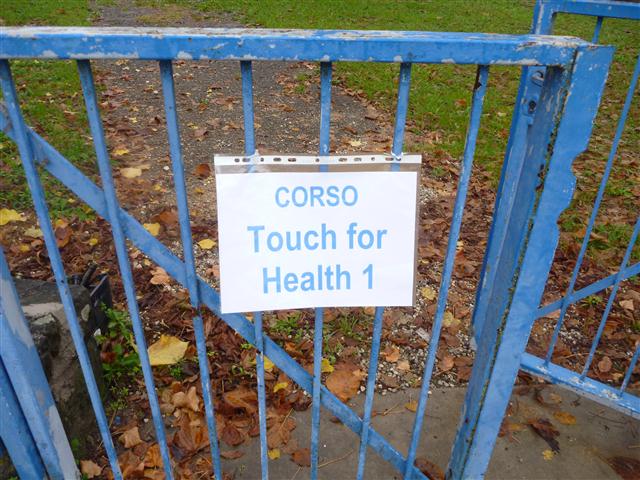 CORSO
Touch for
Health 1